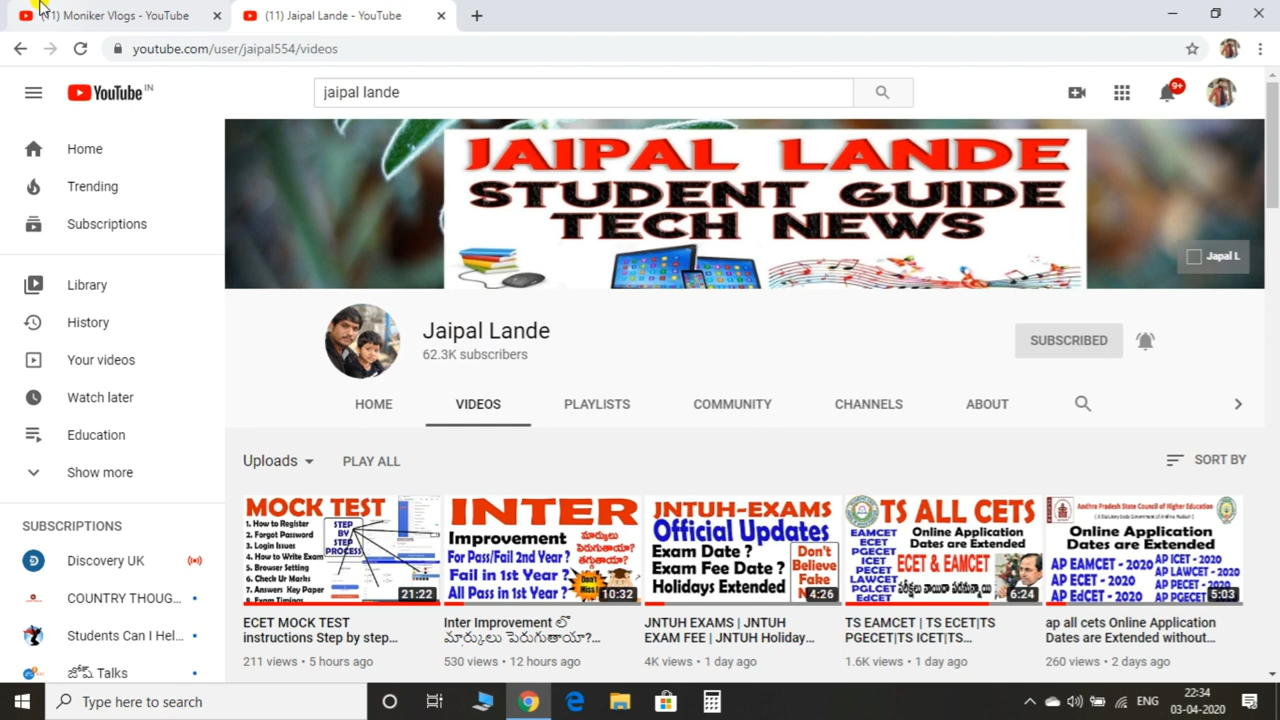 (11) Moniker Vlogs - YouTube
(11) Jaipal Lande - YouTube
youtube.com/user/jaipal554/videos
YouTube IN
jaipal lande
9+
Home
Trending
Subscriptions
Library
History
Your videos
Watch later
Education
Show more
SUBSCRIPTIONS
Discovery UK
COUNTRY THOUG...
Students Can I Hel...
జోష్ Talks
JAIPAL LANDE
STUDENT GUIDE
TECH NEWS
Japal L
Jaipal Lande
62.3K subscribers
SUBSCRIBED
HOME
VIDEOS
PLAYLISTS
COMMUNITY
CHANNELS
ABOUT
Uploads
PLAY ALL
SORT BY
MOCK TEST
1. How to Register
2. Forgot Password
3. Login Issues
4. How to Write Exam
5. Browser Setting
6. Check Ur Marks
7. Answers Key Paper
8. Exam Timings
STEP
BY
STEP
PROCESS
21:22
ECET MOCK TEST
instructions Step by step...
211 views • 5 hours ago
INTER
Improvement
మార్కులు
పెరుగుతాయా?
తగ్గుతాయా?
For Pass/Fail 2nd Year ?
Fail in 1st Year ?
All Pass in 1st Year ?
Don't
Miss !
10:32
Inter Improvement లో
మార్కులు పెరుగుతాయా?...
530 views • 12 hours ago
JNTUH-EXAMS
Official Updates
Exam Date ?
Exam Fee Date ?
Holidays Extended
Don't
Believe
Fake
4:26
JNTUH EXAMS | JNTUH
EXAM FEE | JNTUH Holiday...
4K views • 1 day ago
TS ALL CETS
EAMCET
ECET
PGECET
ICET
PECET
LAWCET
EdCET
Online Application
Dates are Extended
ECET & EAMCET
6:24
TS EAMCET | TS ECET|TS
PGECET|TS ICET|TS...
1.6K views • 1 day ago
Andhra Pradesh State Council of Higher Education
Online Application
Dates are Extended
AP EAMCET - 2020
AP ECET - 2020
AP EdCET - 2020
AP ICET - 2020
AP LAWCET - 2020
AP PECET - 2020
AP PGECET
5:03
ap all cets Online Application
Dates are Extended without...
260 views • 2 days ago
Type here to search
ENG
22:34
03-04-2020